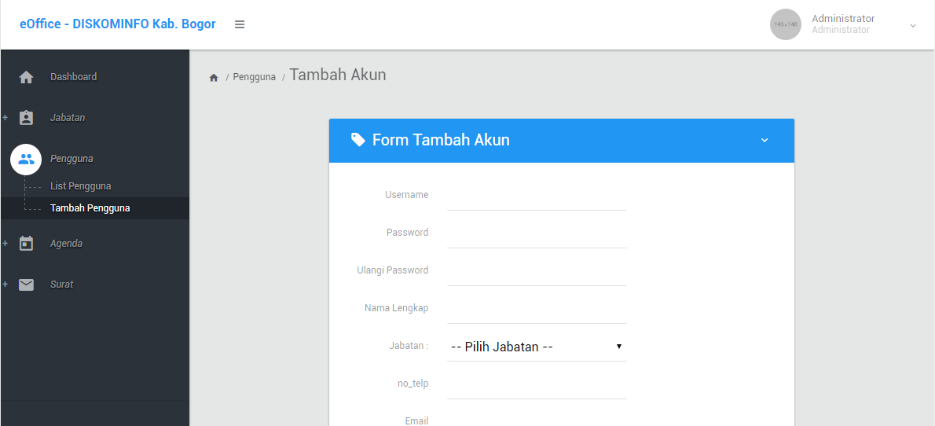 eOffice - DISKOMINFO Kab. Bogor
Administrator
Administrator
Dashboard
Jabatan
Pengguna
List Pengguna
Tambah Pengguna
Agenda
Surat
/ Pengguna / Tambah Akun
Form Tambah Akun
Username
Password
Ulangi Password
Nama Lengkap
Jabatan : -- Pilih Jabatan --
no_telp
Email